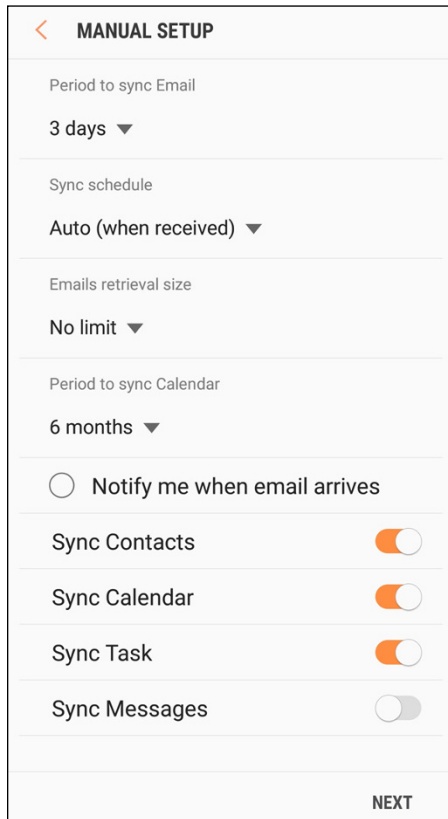 MANUAL SETUP
Period to sync Email
3 days
Sync schedule
Auto (when received)
Emails retrieval size
No limit
Period to sync Calendar
6 months
Notify me when email arrives
Sync Contacts
Sync Calendar
Sync Task
Sync Messages
NEXT